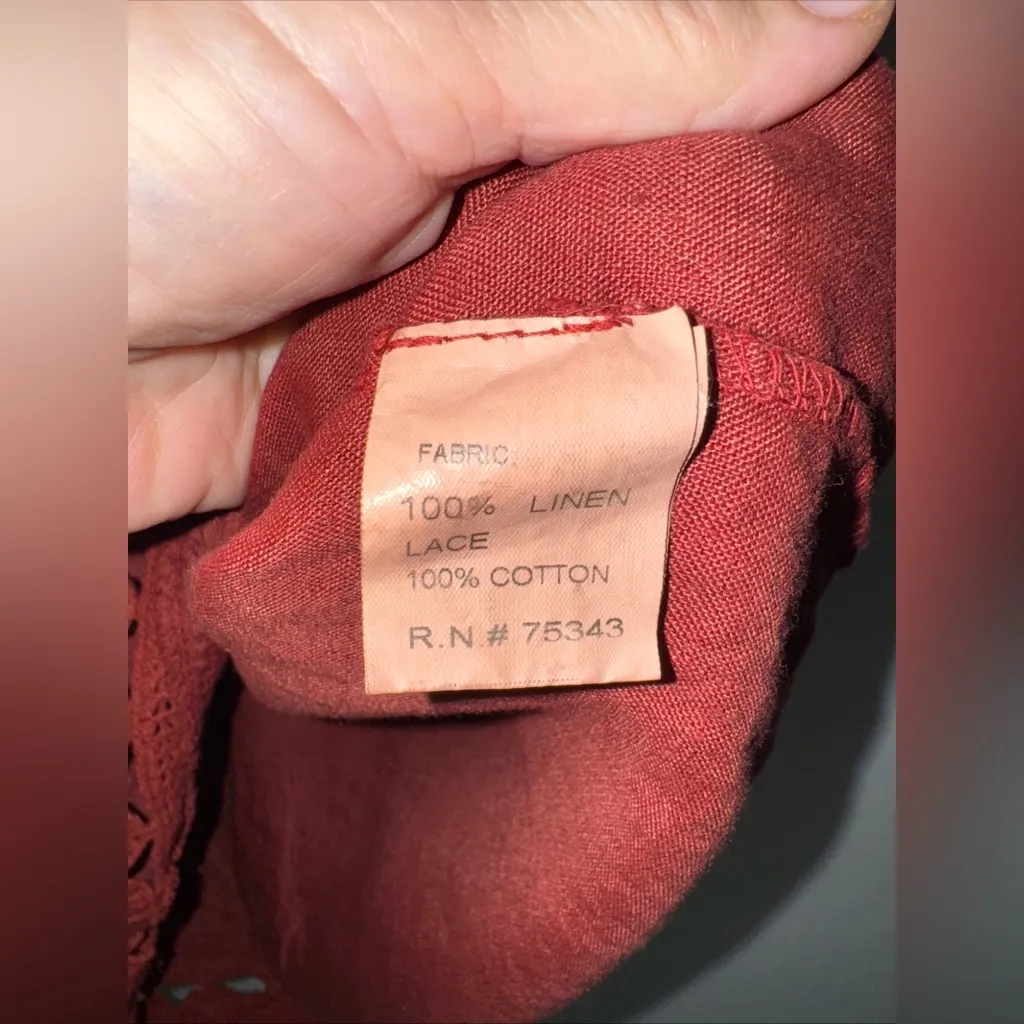 FABRIC:
100% LINEN
LACE
100% COTTON
R.N.# 75343